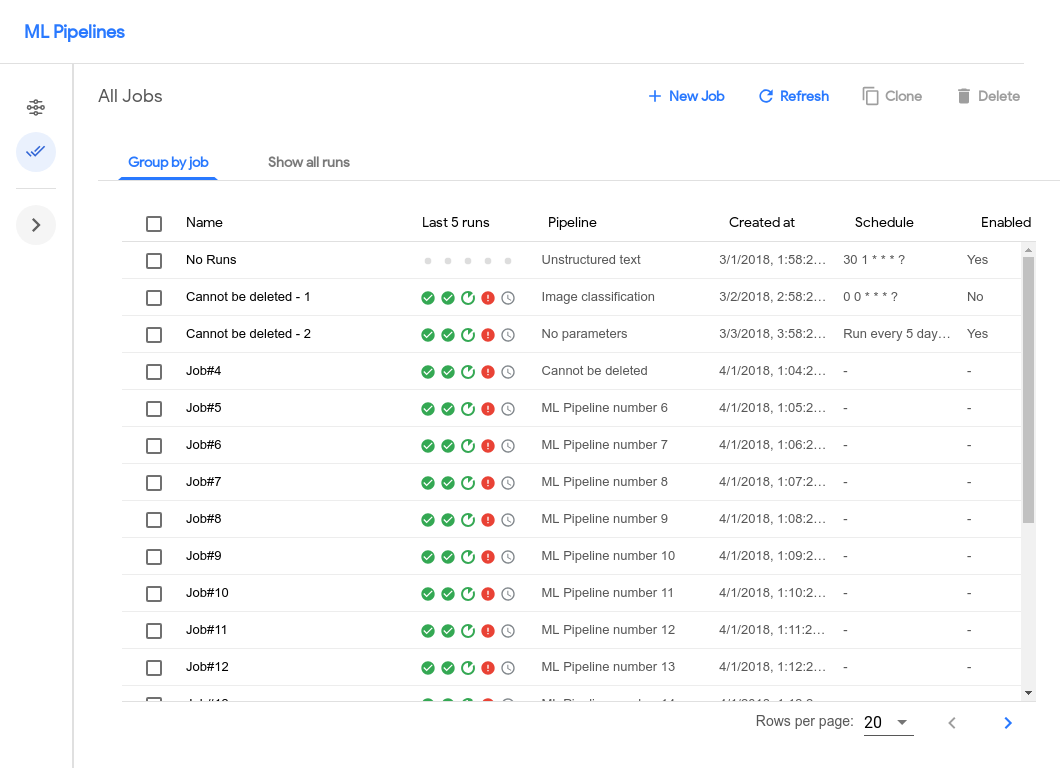 ML Pipelines
All Jobs
New Job Refresh Clone Delete
Group by job Show all runs
Name Last 5 runs Pipeline Created at Schedule Enabled
No Runs Unstructured text 3/1/2018, 1:58:2… 30 1 * * * ? Yes
Cannot be deleted - 1 Image classification 3/2/2018, 2:58:2… 0 0 * * * ? No
Cannot be deleted - 2 No parameters 3/3/2018, 3:58:2… Run every 5 day… Yes
Job#4 Cannot be deleted 4/1/2018, 1:04:2… - -
Job#5 ML Pipeline number 6 4/1/2018, 1:05:2… - -
Job#6 ML Pipeline number 7 4/1/2018, 1:06:2… - -
Job#7 ML Pipeline number 8 4/1/2018, 1:07:2… - -
Job#8 ML Pipeline number 9 4/1/2018, 1:08:2… - -
Job#9 ML Pipeline number 10 4/1/2018, 1:09:2… - -
Job#10 ML Pipeline number 11 4/1/2018, 1:10:2… - -
Job#11 ML Pipeline number 12 4/1/2018, 1:11:2… - -
Job#12 ML Pipeline number 13 4/1/2018, 1:12:2… - -
Rows per page: 20